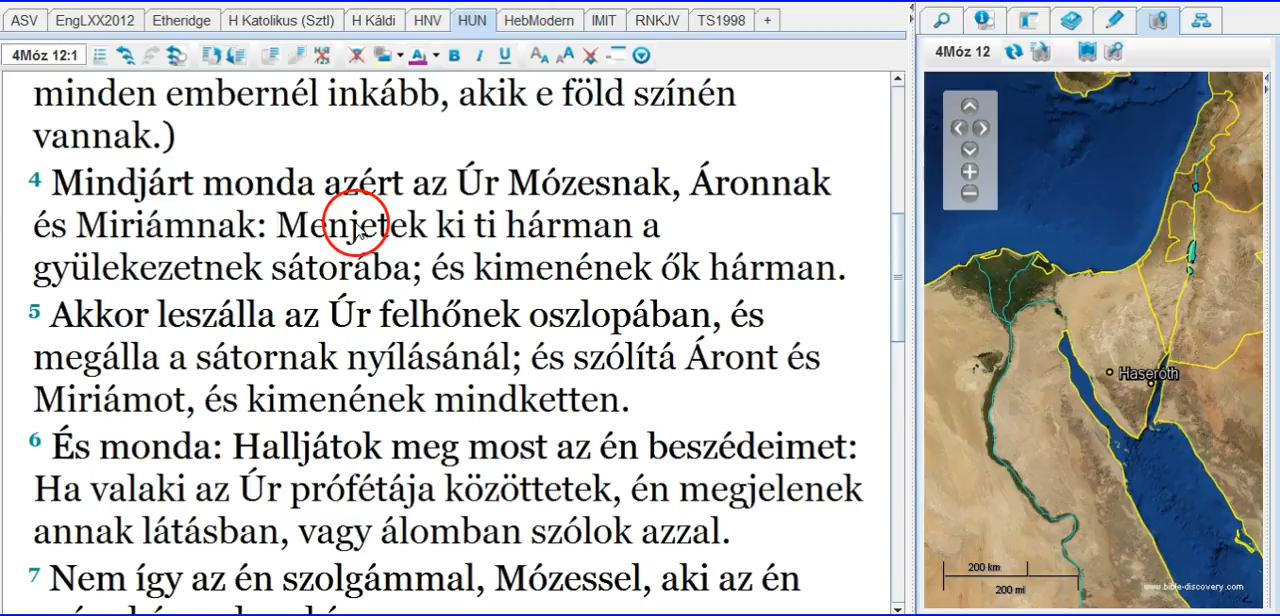 ASV EngLXX2012 Etheridge H Katolikus (Sztl) H Káldi HNV HUN HebModern IMIT RNKJV TS1998 +
4Móz 12:1
minden embernél inkább, akik e föld színén
vannak.)
4 Mindjárt monda azért az Úr Mózesnak, Áronnak
és Miriámnak: Menjetek ki ti hárman a
gyülekezetnek sátorába; és kimenének ők hárman.
5 Akkor leszálla az Úr felhőnek oszlopában, és
megálla a sátornak nyílásánál; és szólítá Áront és
Miriámot, és kimenének mindketten.
6 És monda: Halljátok meg most az én beszédeimet:
Ha valaki az Úr prófétája közöttetek, én megjelenek
annak látásban, vagy álomban szólok azzal.
7 Nem így az én szolgámmal, Mózessel, aki az én
4Móz 12
Haseróth
200 km
200 mi
www.bible-discovery.com